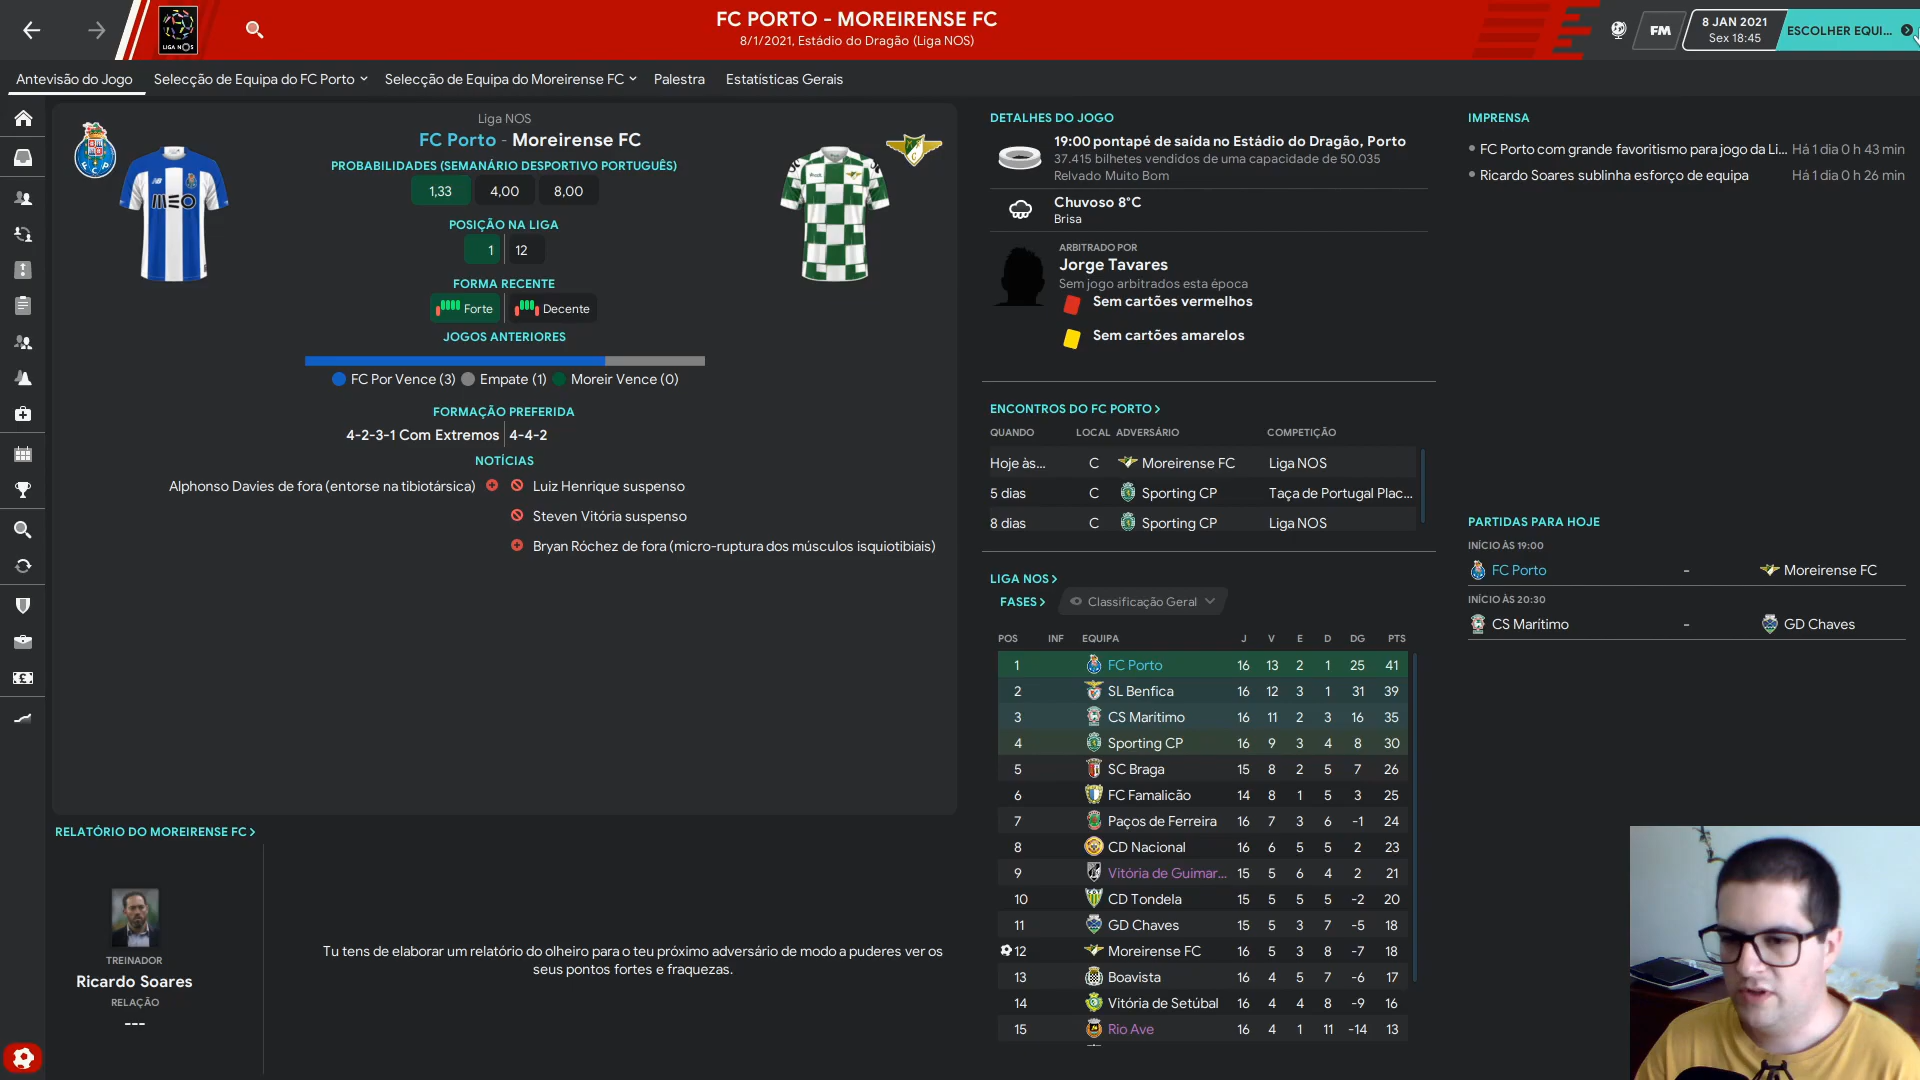 FC PORTO - MOREIRENSE FC
8/1/2021, Estádio do Dragão (Liga NOS)
LIGA NOS
FM
8 JAN 2021
Sex 18:45
ESCOLHER EQUI...
Antevisão do Jogo
Selecção de Equipa do FC Porto
Selecção de Equipa do Moreirense FC
Palestra
Estatísticas Gerais
Liga NOS
FC Porto - Moreirense FC
PROBABILIDADES (SEMANÁRIO DESPORTIVO PORTUGUÊS)
1,33 4,00 8,00
POSIÇÃO NA LIGA
1 12
FORMA RECENTE
Forte Decente
JOGOS ANTERIORES
FC Por Vence (3) Empate (1) Moreir Vence (0)
FORMAÇÃO PREFERIDA
4-2-3-1 Com Extremos 4-4-2
NOTÍCIAS
Alphonso Davies de fora (entorse na tibiotársica) Luiz Henrique suspenso
Steven Vitória suspenso
Bryan Róchez de fora (micro-ruptura dos músculos isquiotibiais)
MEO
RELATÓRIO DO MOREIRENSE FC >
TREINADOR
Ricardo Soares
RELAÇÃO
---
Tu tens de elaborar um relatório do olheiro para o teu próximo adversário de modo a puderes ver os
seus pontos fortes e fraquezas.
DETALHES DO JOGO
19:00 pontapé de saída no Estádio do Dragão, Porto
37.415 bilhetes vendidos de uma capacidade de 50.035
Relvado Muito Bom
Chuvoso 8°C
Brisa
ARBITRADO POR
Jorge Tavares
Sem jogo arbitrados esta época
Sem cartões vermelhos
Sem cartões amarelos
ENCONTROS DO FC PORTO >
QUANDO LOCAL ADVERSÁRIO COMPETIÇÃO
Hoje às... C Moreirense FC Liga NOS
5 dias C Sporting CP Taça de Portugal Plac...
8 dias C Sporting CP Liga NOS
LIGA NOS >
FASES > Classificação Geral
POS INF EQUIPA J V E D DG PTS
1 FC Porto 16 13 2 1 25 41
2 SL Benfica 16 12 3 1 31 39
3 CS Marítimo 16 11 2 3 16 35
4 Sporting CP 16 9 3 4 8 30
5 SC Braga 15 8 2 5 7 26
6 FC Famalicão 14 8 1 5 3 25
7 Paços de Ferreira 16 7 3 6 -1 24
8 CD Nacional 16 6 5 5 2 23
9 Vitória de Guimar... 15 5 6 4 2 21
10 CD Tondela 15 5 5 5 -2 20
11 GD Chaves 15 5 3 7 -5 18
12 Moreirense FC 16 5 3 8 -7 18
13 Boavista 16 4 5 7 -6 17
14 Vitória de Setúbal 16 4 4 8 -9 16
15 Rio Ave 16 4 1 11 -14 13
IMPRENSA
FC Porto com grande favoritismo para jogo da Li... Há 1 dia 0 h 43 min
Ricardo Soares sublinha esforço de equipa Há 1 dia 0 h 26 min
PARTIDAS PARA HOJE
INÍCIO ÀS 19:00
FC Porto - Moreirense FC
INÍCIO ÀS 20:30
CS Marítimo - GD Chaves